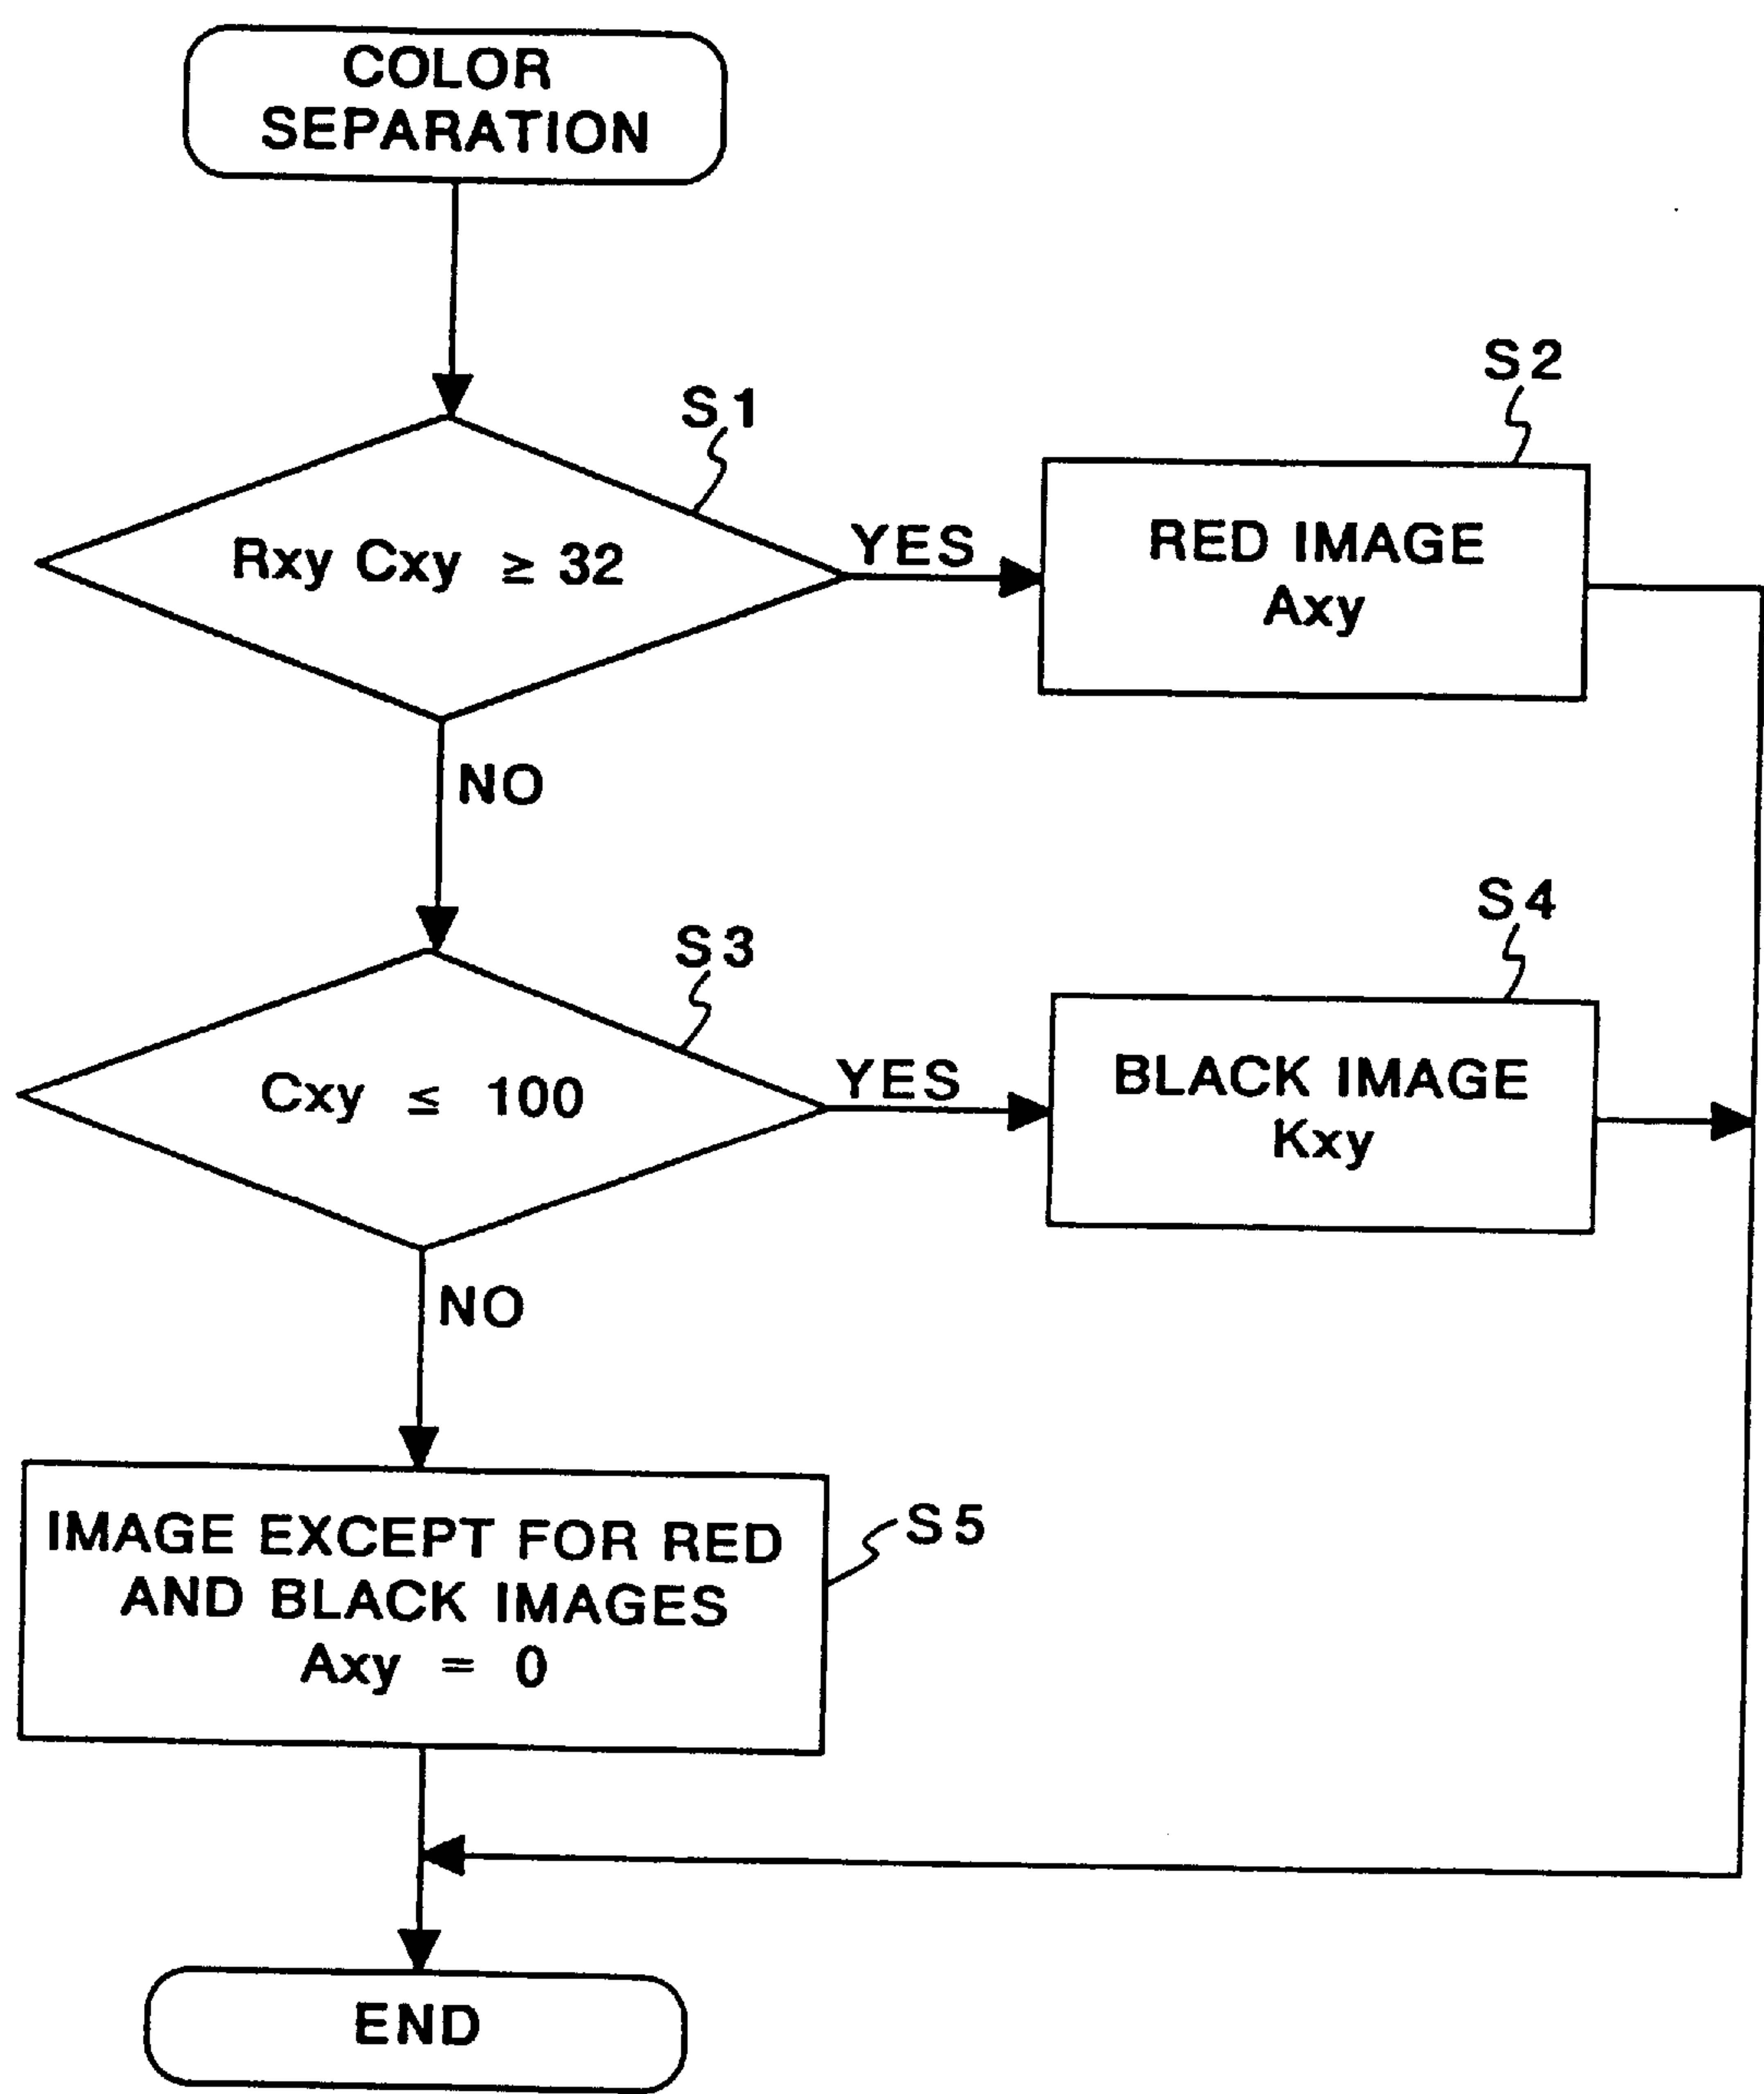 COLOR
SEPARATION
S1
Rxy Cxy ≥ 32
YES
S2
RED IMAGE
Axy
NO
S3
Cxy ≤ 100
YES
S4
BLACK IMAGE
Kxy
NO
IMAGE EXCEPT FOR RED
AND BLACK IMAGES
Axy = 0
S5
END